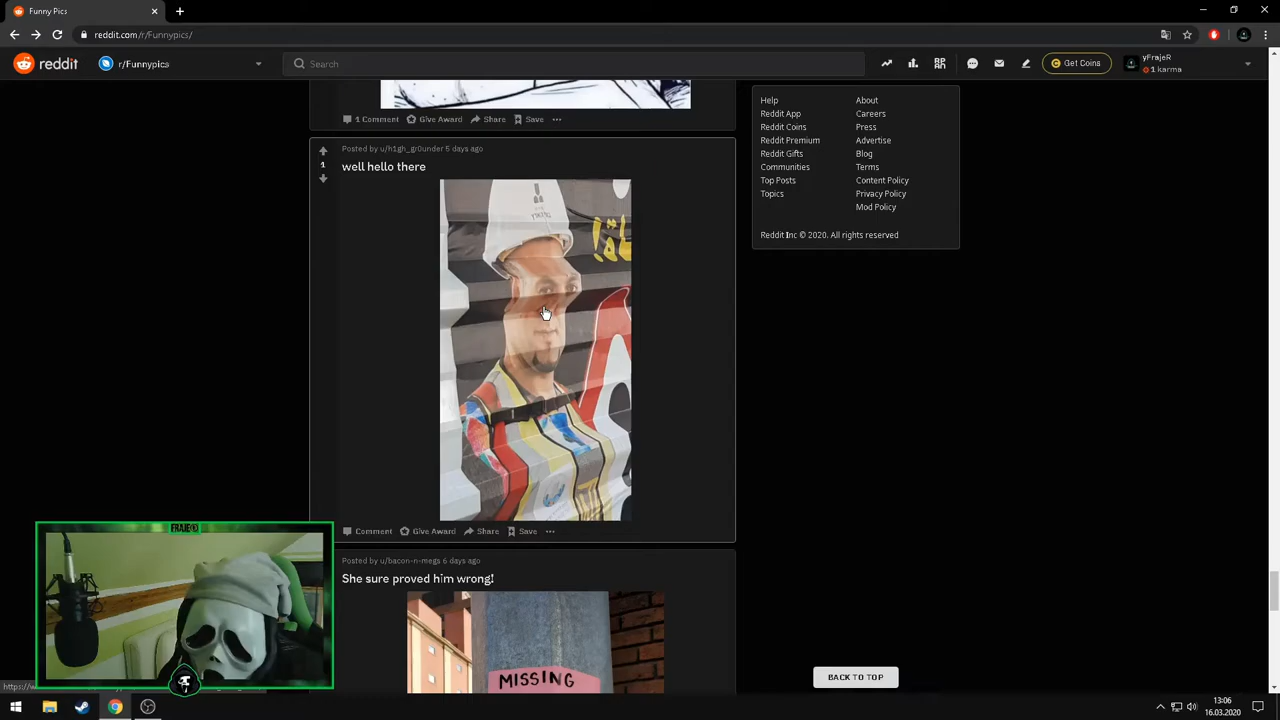 Funny Pics
reddit.com/r/Funnypics/
reddit
r/Funnypics
Search
Get Coins
yFrajeR
1 karma
1 Comment
Give Award
Share
Save
Help
About
Reddit App
Careers
Reddit Coins
Press
Reddit Premium
Advertise
Reddit Gifts
Blog
Communities
Terms
Top Posts
Content Policy
Topics
Privacy Policy
Mod Policy
Reddit Inc © 2020. All rights reserved
Posted by u/h1gh_gr0under 5 days ago
1
well hello there
Comment
Give Award
Share
Save
Posted by u/bacon-n-megs 6 days ago
She sure proved him wrong!
MISSING
BACK TO TOP
13:06
16.03.2020